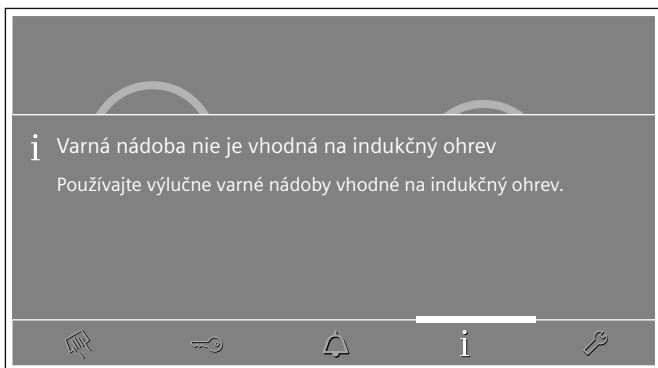 i Varná nádoba nie je vhodná na indukčný ohrev
Používajte výlučne varné nádoby vhodné na indukčný ohrev.
i